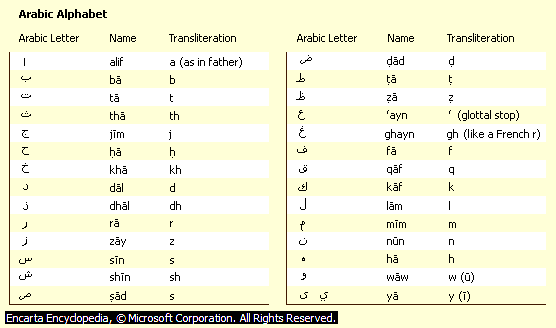 Arabic Alphabet
Arabic Letter Name Transliteration
ا alif a (as in father)
ب bā b
ت tā t
ث thā th
ج jīm j
ح ḥā ḥ
خ khā kh
د dāl d
ذ dhāl dh
ر rā r
ز zāy z
س sīn s
ش shīn sh
ص ṣād s
Arabic Letter Name Transliteration
ض ḍād ḍ
ط ṭā ṭ
ظ ẓā ẓ
ع ʿayn ʿ (glottal stop)
غ ghayn gh (like a French r)
ف fā f
ق qāf q
ك kāf k
ل lām l
م mīm m
ن nūn n
ه hā h
و wāw w (ū)
ى ي yā y (ī)
Encarta Encyclopedia, © Microsoft Corporation. All Rights Reserved.